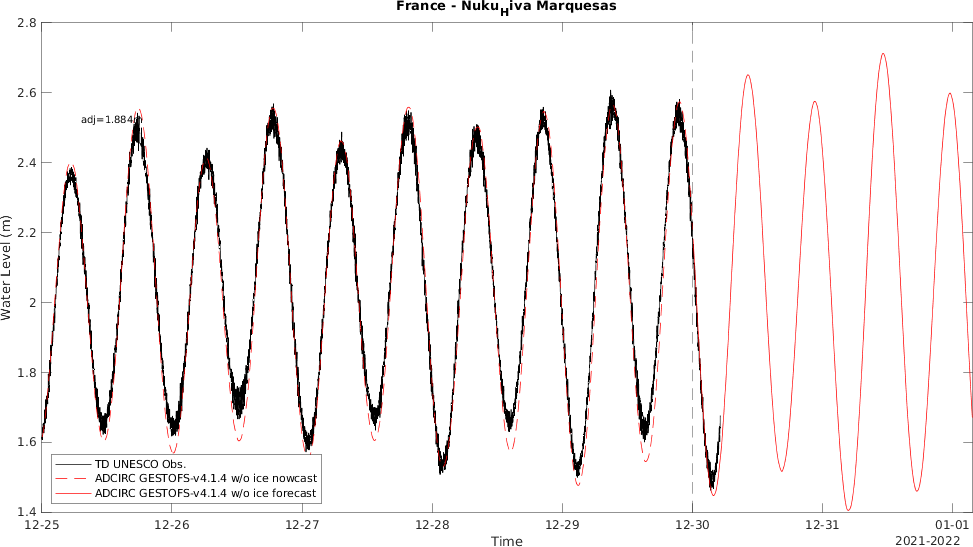 France - Nuku_Hiva Marquesas
2.8
2.6
2.4
2.2
2
1.8
1.6
1.4
Water Level (m)
adj=1.884m
TD UNESCO Obs.
ADCIRC GESTOFS-v4.1.4 w/o ice nowcast
ADCIRC GESTOFS-v4.1.4 w/o ice forecast
12-25
12-26
12-27
12-28
12-29
12-30
12-31
01-01
Time
2021-2022